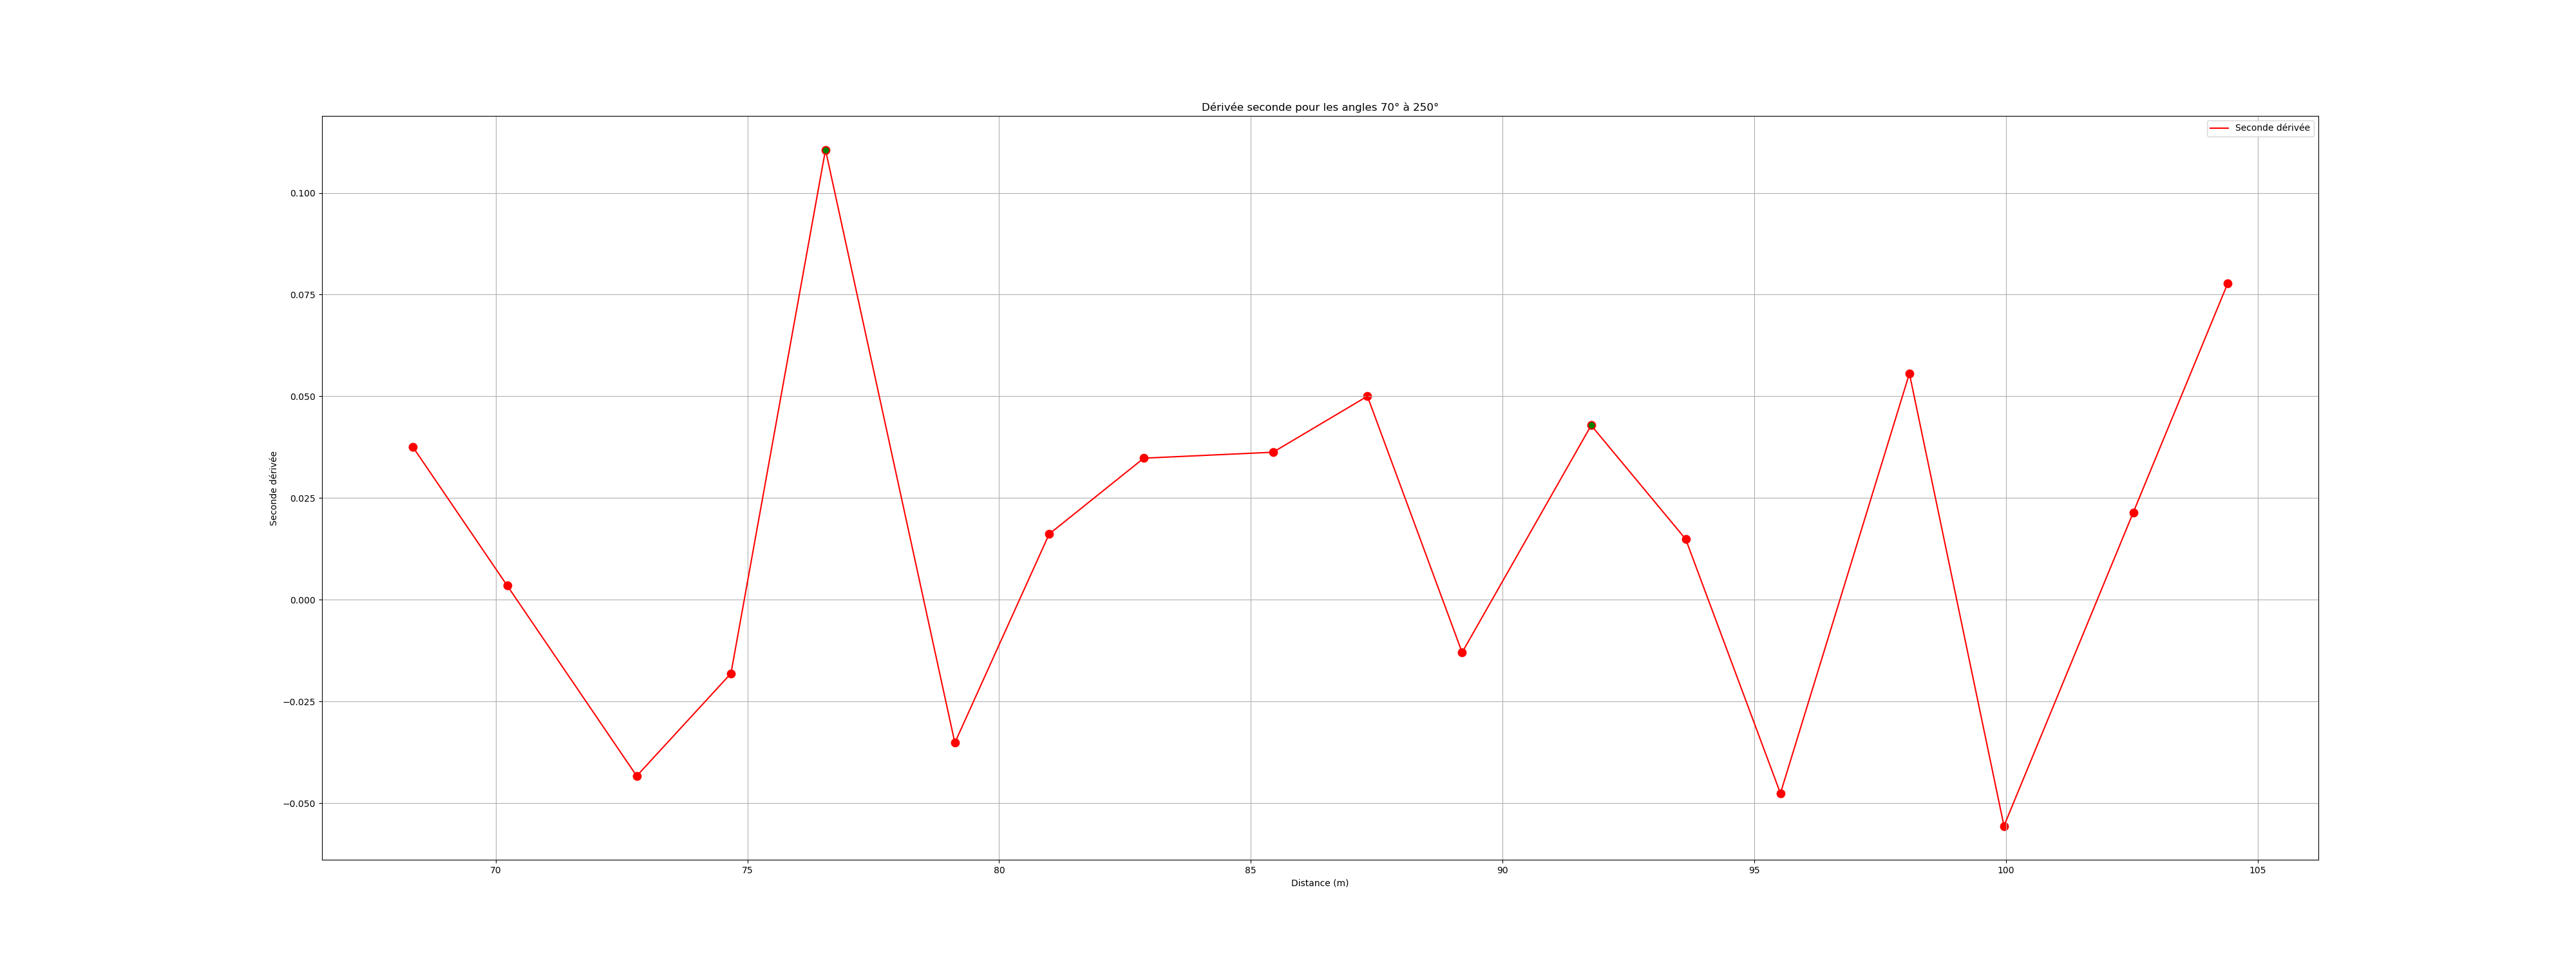 Dérivée seconde pour les angles 70° à 250°
Seconde dérivée
0.100
0.075
0.050
0.025
0.000
−0.025
−0.050
Seconde dérivée
70 75 80 85 90 95 100 105
Distance (m)